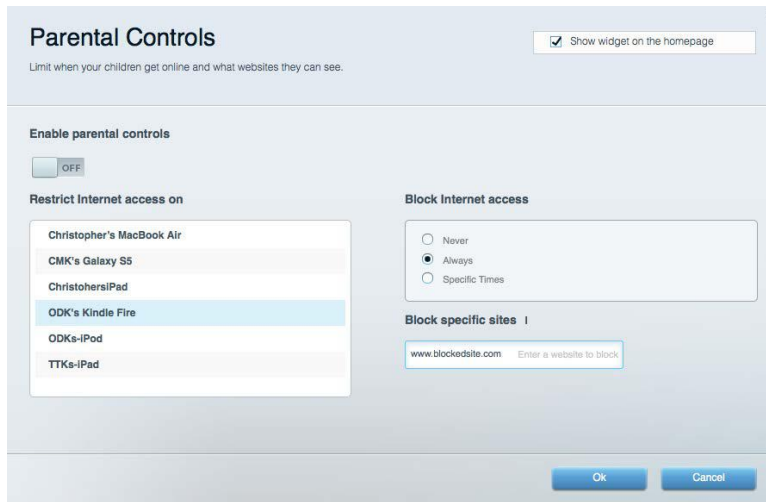 Parental Controls
Show widget on the homepage
Limit when your children get online and what websites they can see.
Enable parental controls
OFF
Restrict Internet access on
Christopher's MacBook Air
CMK's Galaxy S5
ChristohersiPad
ODK's Kindle Fire
ODKs-iPod
TTKs-iPad
Block Internet access
Never
Always
Specific Times
Block specific sites I
www.blockedsite.com Enter a website to block
Ok
Cancel